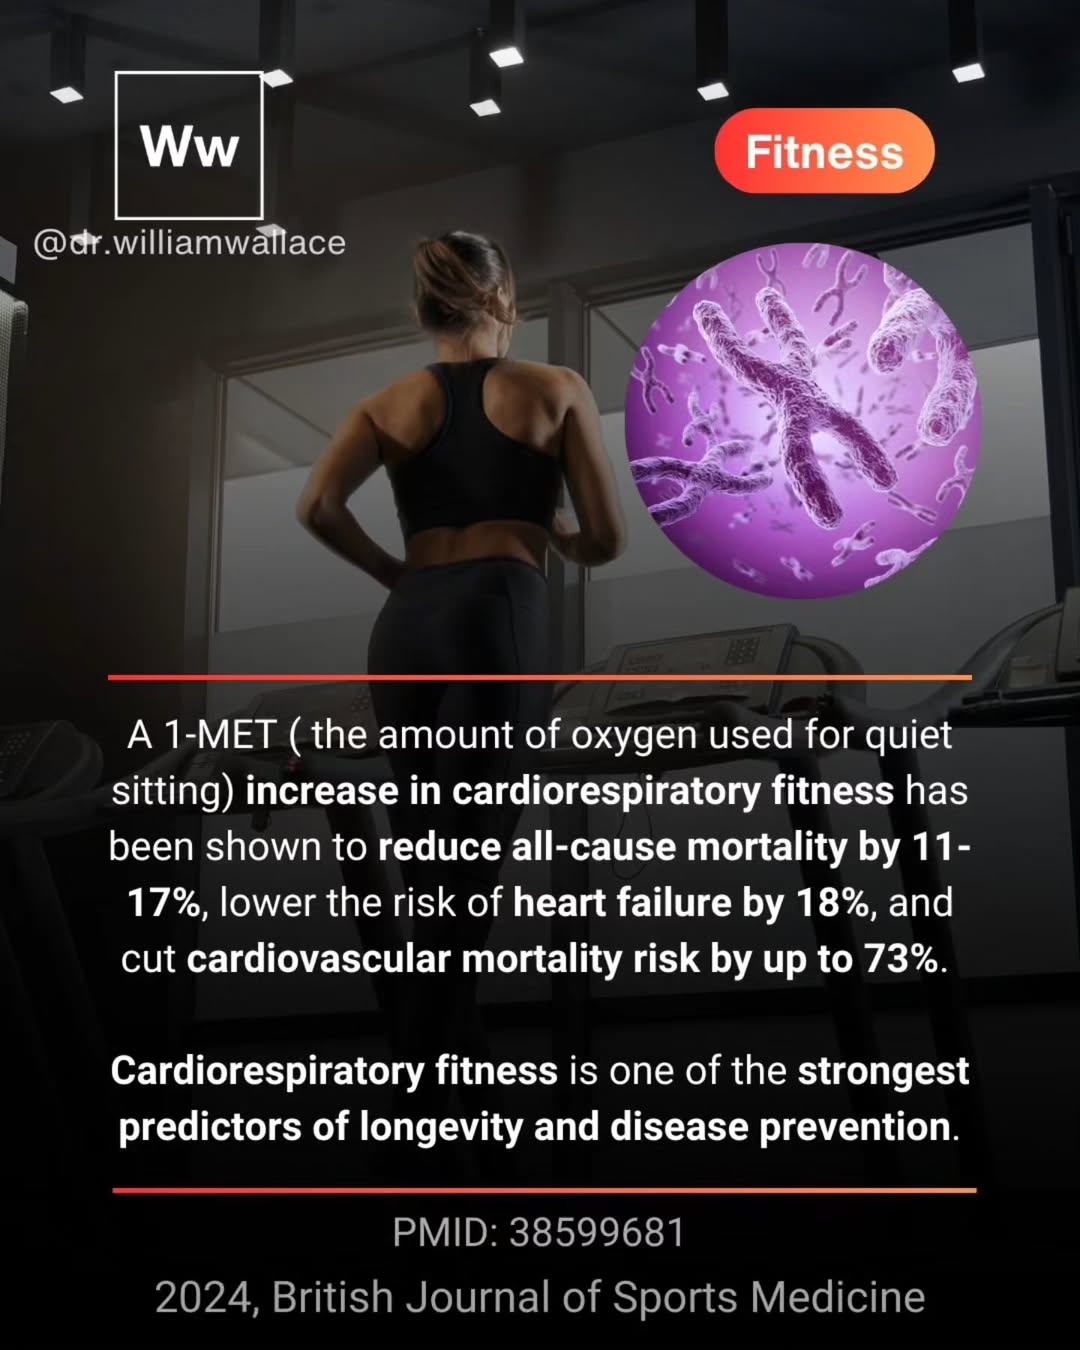 Ww
@dr.williamwallace
Fitness
A 1-MET ( the amount of oxygen used for quiet
sitting) increase in cardiorespiratory fitness has
been shown to reduce all-cause mortality by 11-
17%, lower the risk of heart failure by 18%, and
cut cardiovascular mortality risk by up to 73%.
Cardiorespiratory fitness is one of the strongest
predictors of longevity and disease prevention.
PMID: 38599681
2024, British Journal of Sports Medicine